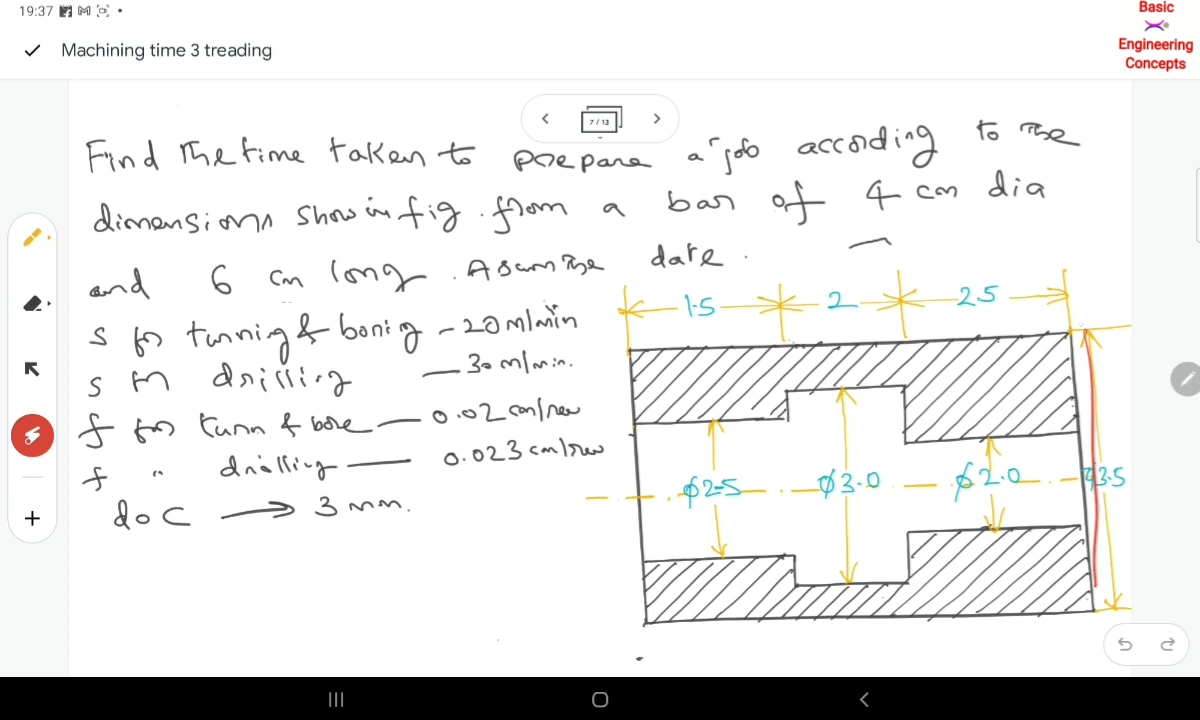 19:37
Machining time 3 treading
Basic
Engineering
Concepts
7 / 13
Find the time taken to prepare a job according to the
dimensions show in fig. from a bar of 4 cm dia
and 6 cm long. Assum the date.
S for turning & boring - 20 m/min
S for drilling — 30 m/min.
f for turn & bore — 0.02 cm/rev
f " drilling — 0.023 cm/rev
doC → 3 mm.
1.5 2 2.5
φ2.5 φ3.0 φ2.0 φ3.5